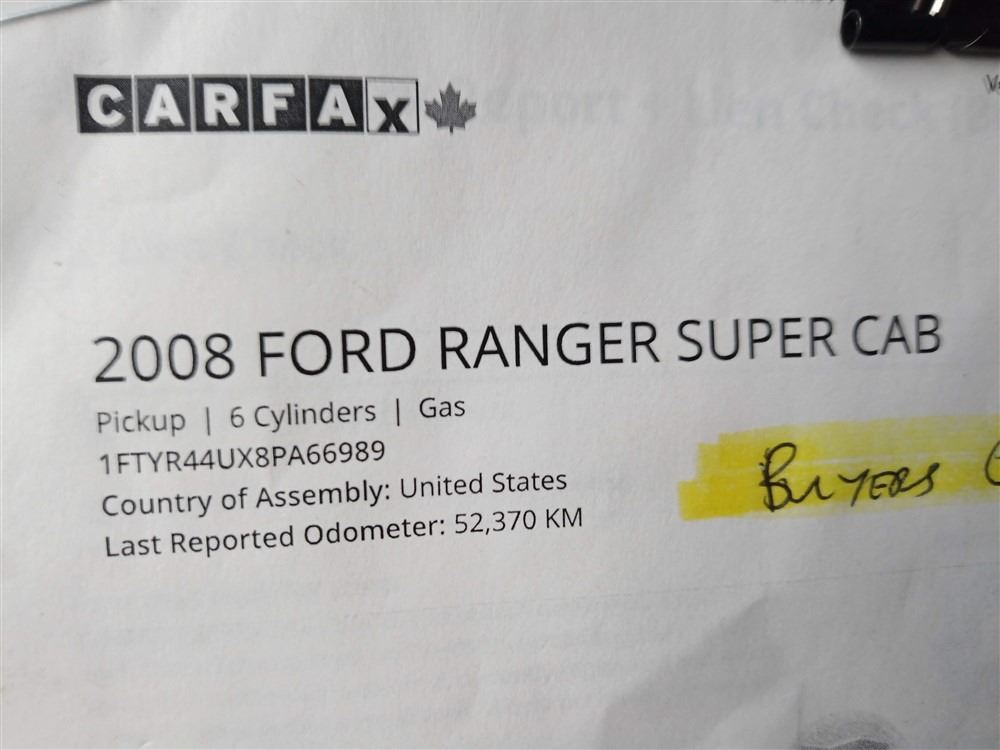 CARFAX
2008 FORD RANGER SUPER CAB
Pickup | 6 Cylinders | Gas
1FTYR44UX8PA66989
Country of Assembly: United States
Last Reported Odometer: 52,370 KM
BUYERS